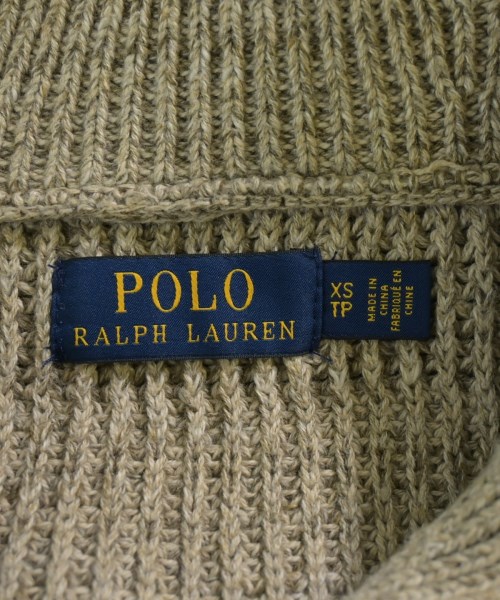 POLO
RALPH LAUREN
XS
TP
MADE IN
CHINA
FABRIQUÉ EN
CHINE